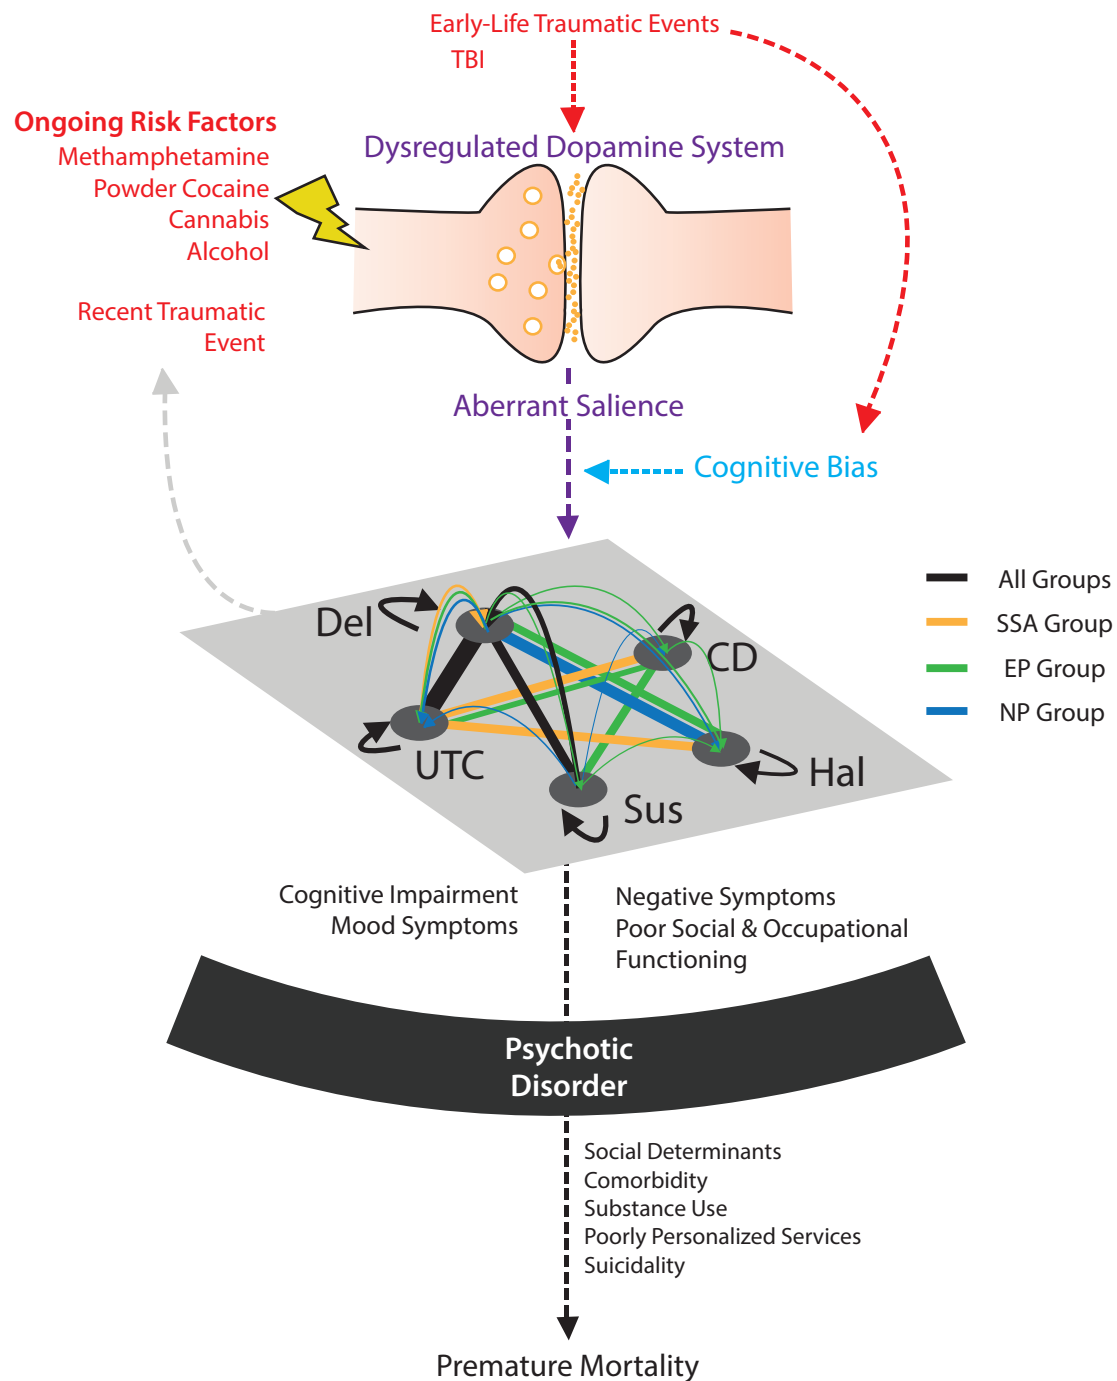 Early-Life Traumatic Events
TBI
Ongoing Risk Factors
Methamphetamine
Powder Cocaine
Cannabis
Alcohol
Recent Traumatic
Event
Dysregulated Dopamine System
Aberrant Salience
Cognitive Bias
Del
CD
UTC
Hal
Sus
All Groups
SSA Group
EP Group
NP Group
Cognitive Impairment
Mood Symptoms
Negative Symptoms
Poor Social & Occupational
Functioning
Psychotic
Disorder
Social Determinants
Comorbidity
Substance Use
Poorly Personalized Services
Suicidality
Premature Mortality